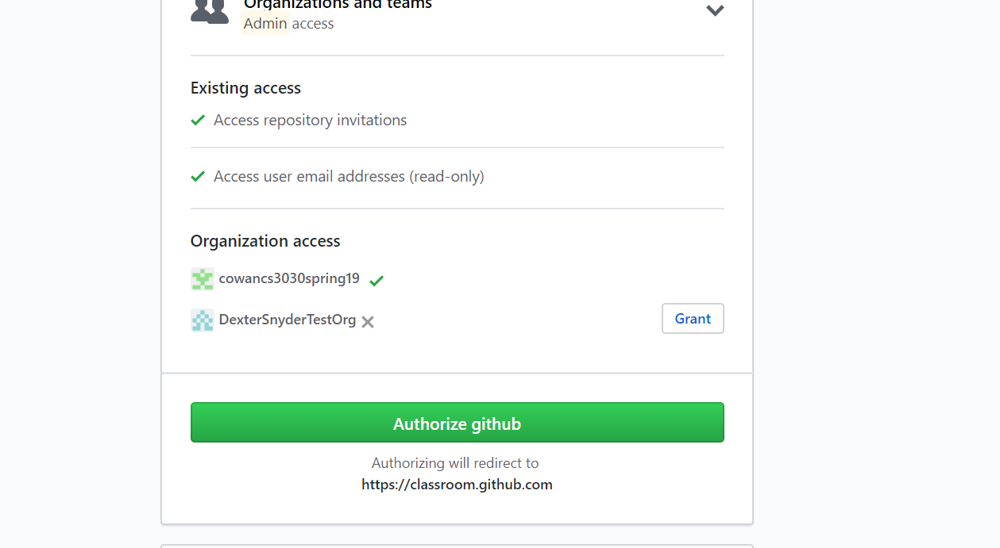 Organizations and teams
Admin access
Existing access
Access repository invitations
Access user email addresses (read-only)
Organization access
cowancs3030spring19
DexterSnyderTestOrg
Grant
Authorize github
Authorizing will redirect to
https://classroom.github.com